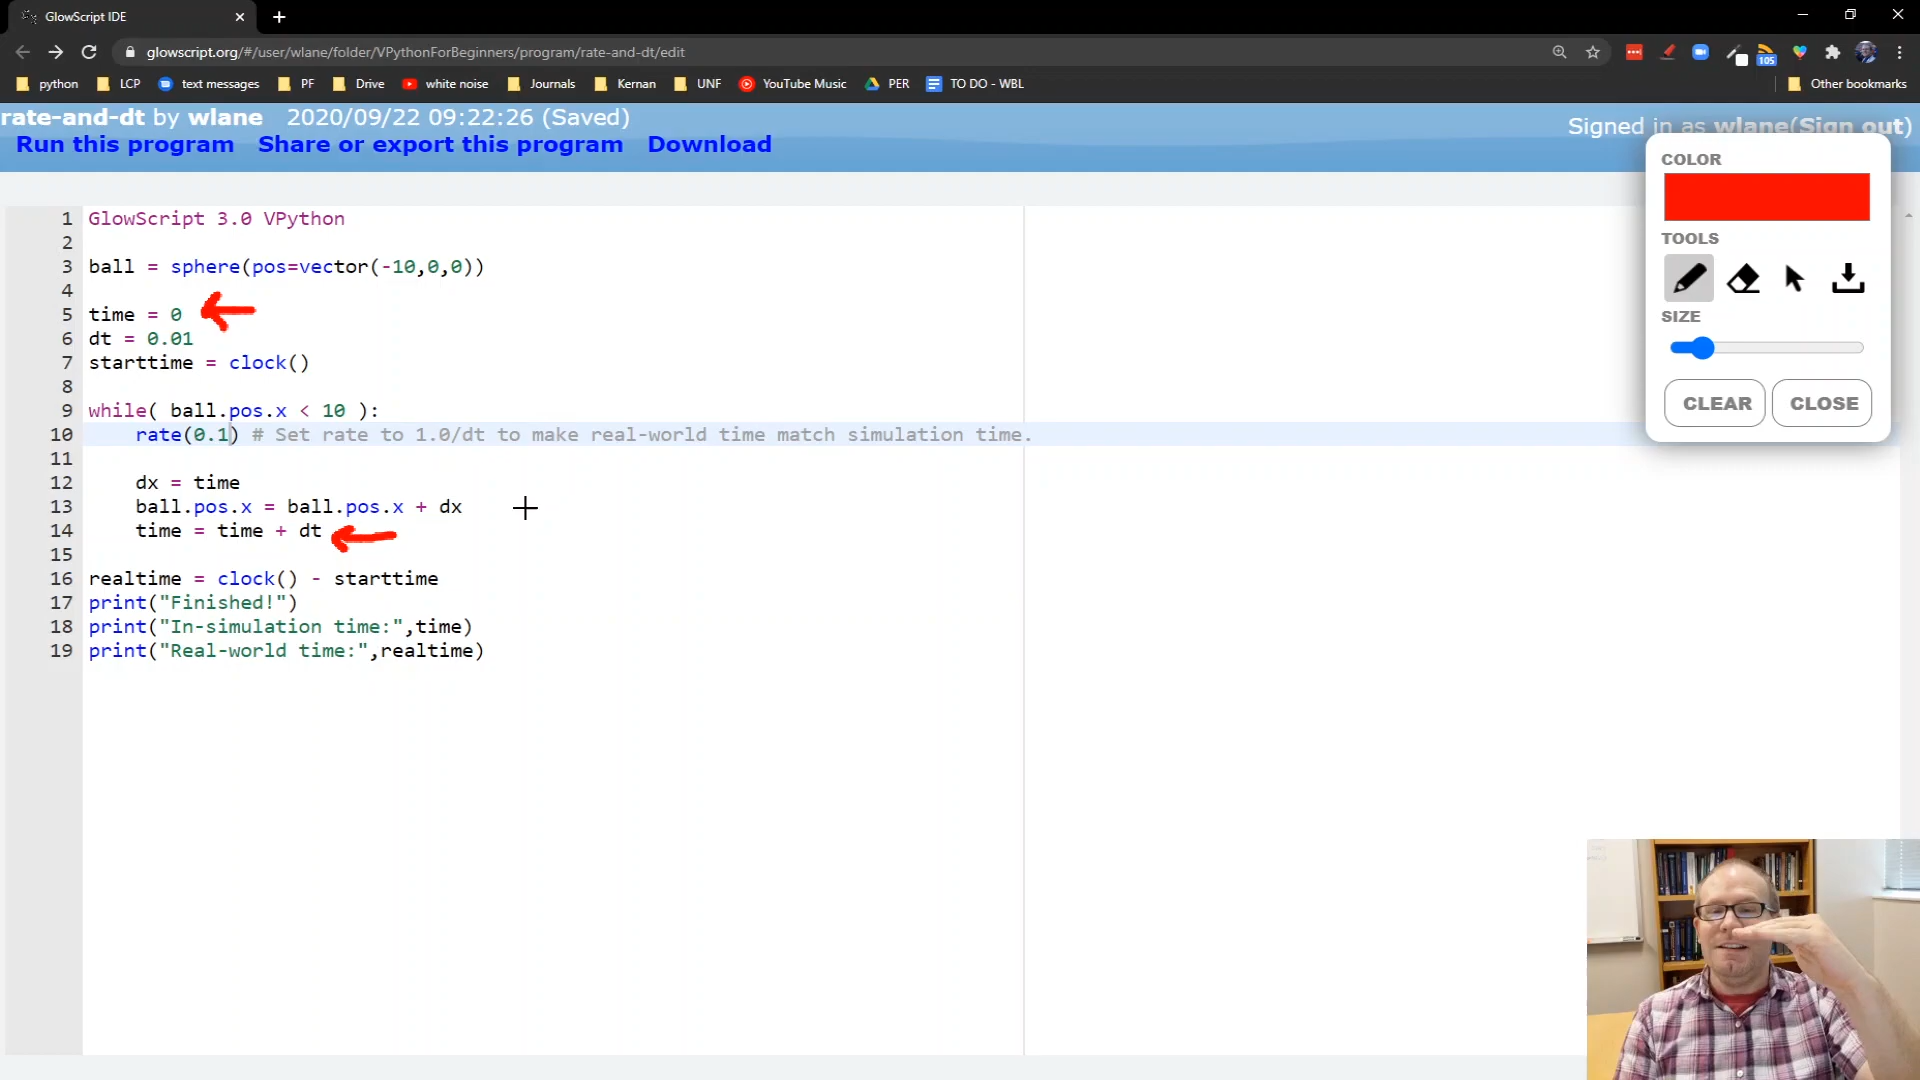 GlowScript IDE
glowscript.org/#/user/wlane/folder/VPythonForBeginners/program/rate-and-dt/edit
105
python LCP text messages PF Drive white noise Journals Kernan UNF YouTube Music PER TO DO - WBL Other bookmarks
rate-and-dt by wlane 2020/09/22 09:22:26 (Saved)
Signed in as wlane(Sign out)
Run this program Share or export this program Download
COLOR
TOOLS
SIZE
CLEAR CLOSE
1 GlowScript 3.0 VPython
2
3 ball = sphere(pos=vector(-10,0,0))
4
5 time = 0
6 dt = 0.01
7 starttime = clock()
8
9 while( ball.pos.x < 10 ):
10 rate(0.1) # Set rate to 1.0/dt to make real-world time match simulation time.
11
12 dx = time
13 ball.pos.x = ball.pos.x + dx
14 time = time + dt
15
16 realtime = clock() - starttime
17 print("Finished!")
18 print("In-simulation time:",time)
19 print("Real-world time:",realtime)